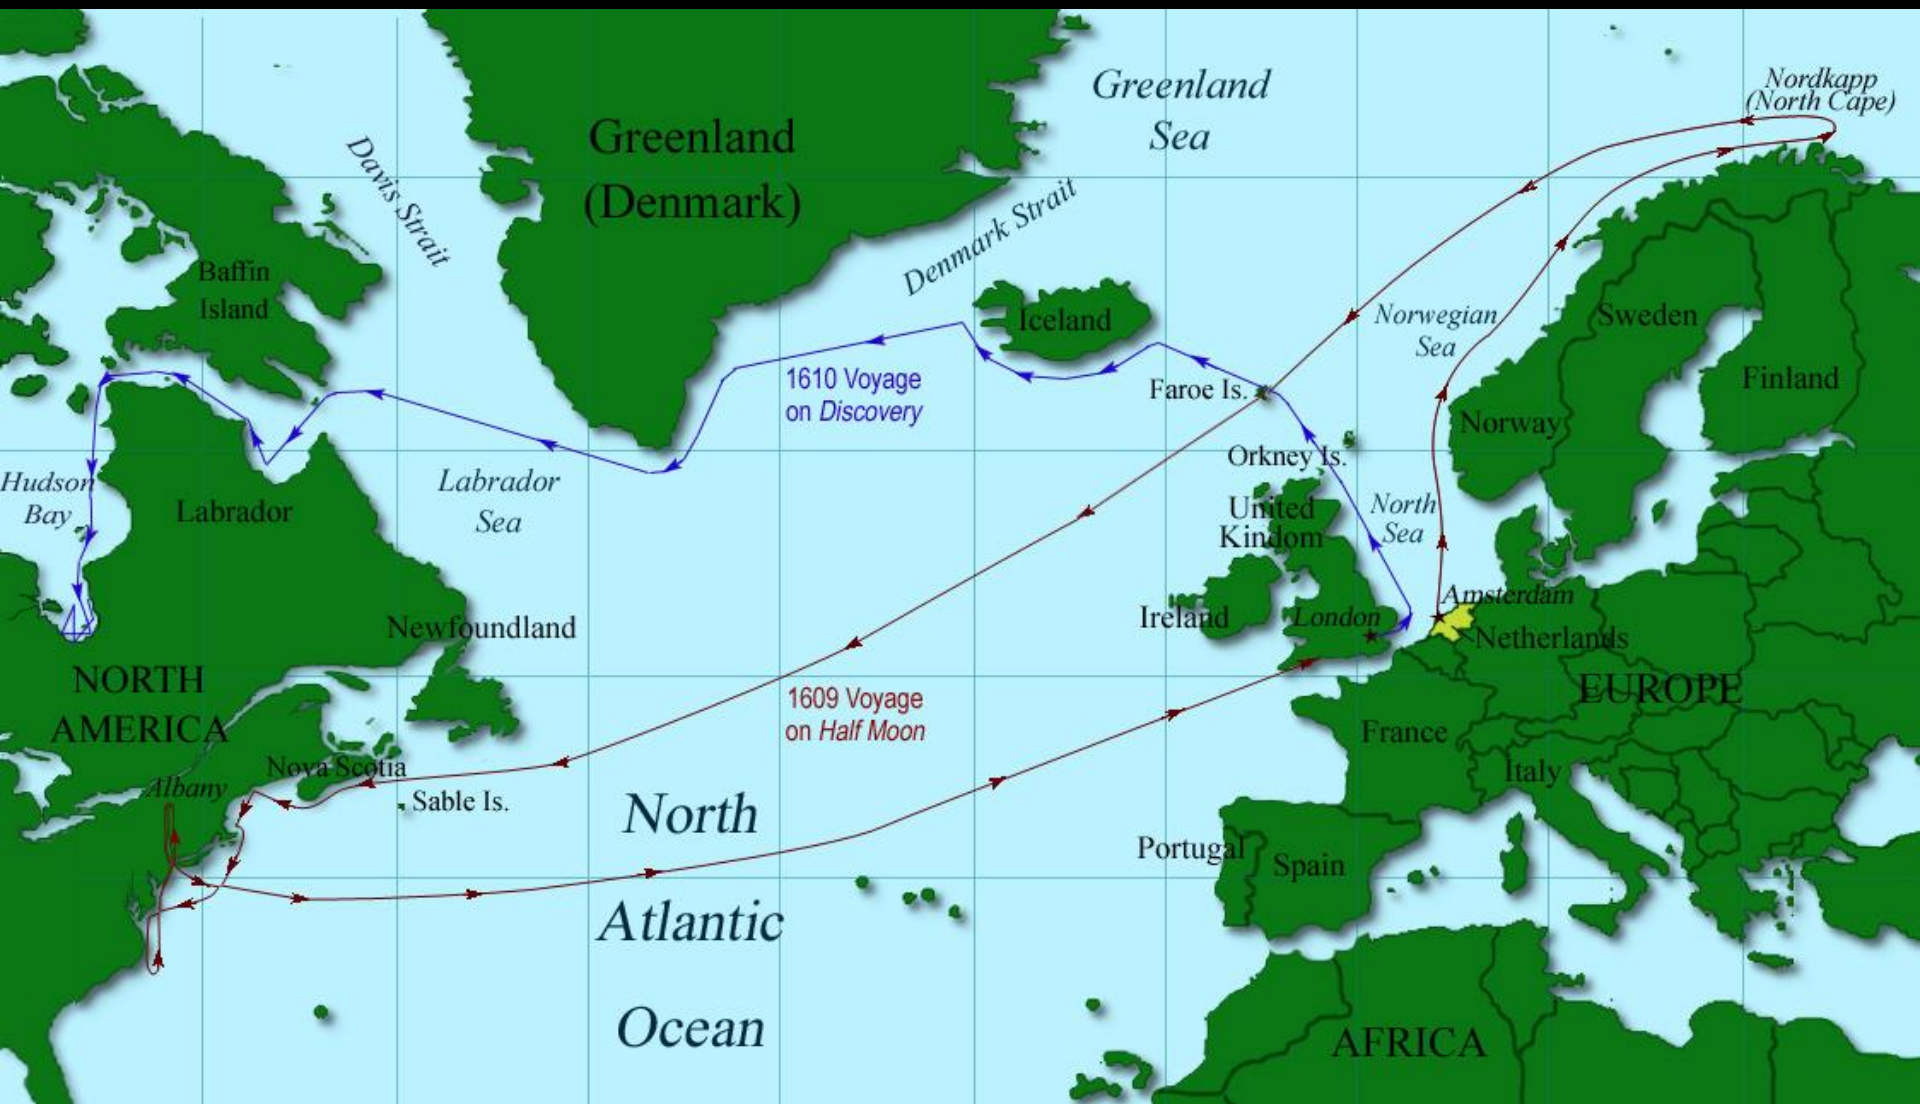 Nordkapp
(North Cape)
Greenland
Sea
Greenland
(Denmark)
Davis Strait
Denmark Strait
Baffin
Island
Iceland
Norwegian
Sea
Sweden
Finland
1610 Voyage
on Discovery
Faroe Is.
Norway
Orkney Is.
Hudson
Bay
Labrador
Labrador
Sea
United
Kindom
North
Sea
Amsterdam
Ireland
London
Netherlands
Newfoundland
NORTH
AMERICA
EUROPE
1609 Voyage
on Half Moon
France
Italy
Nova Scotia
Albany
Sable Is.
North
Atlantic
Ocean
Portugal
Spain
AFRICA